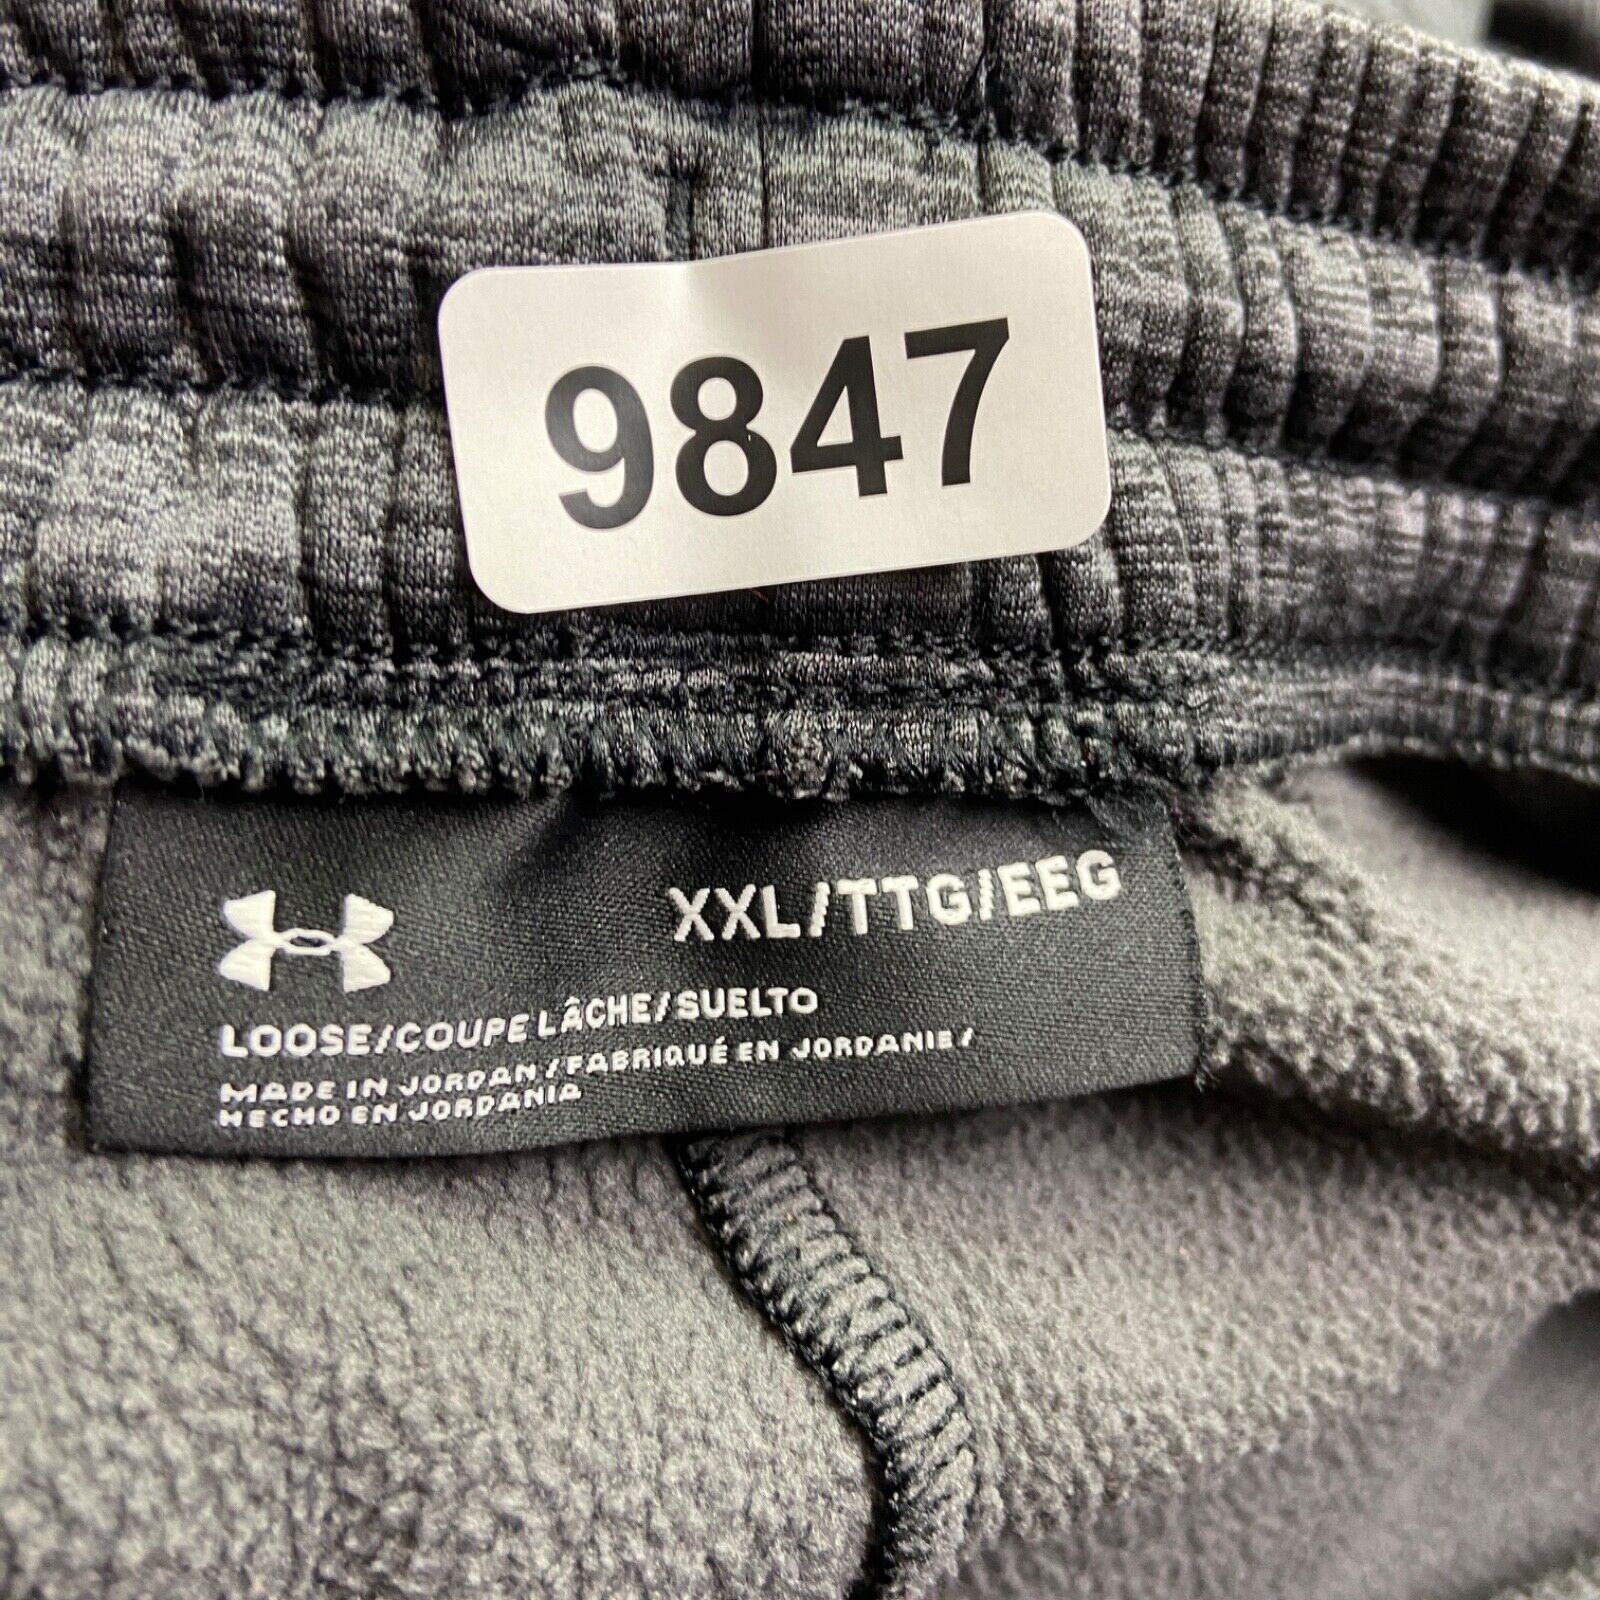 9847
XXL/TTG/EEG
LOOSE/COUPE LÂCHE/SUELTO
MADE IN JORDAN/FABRIQUÉ EN JORDANIE/
HECHO EN JORDANIA